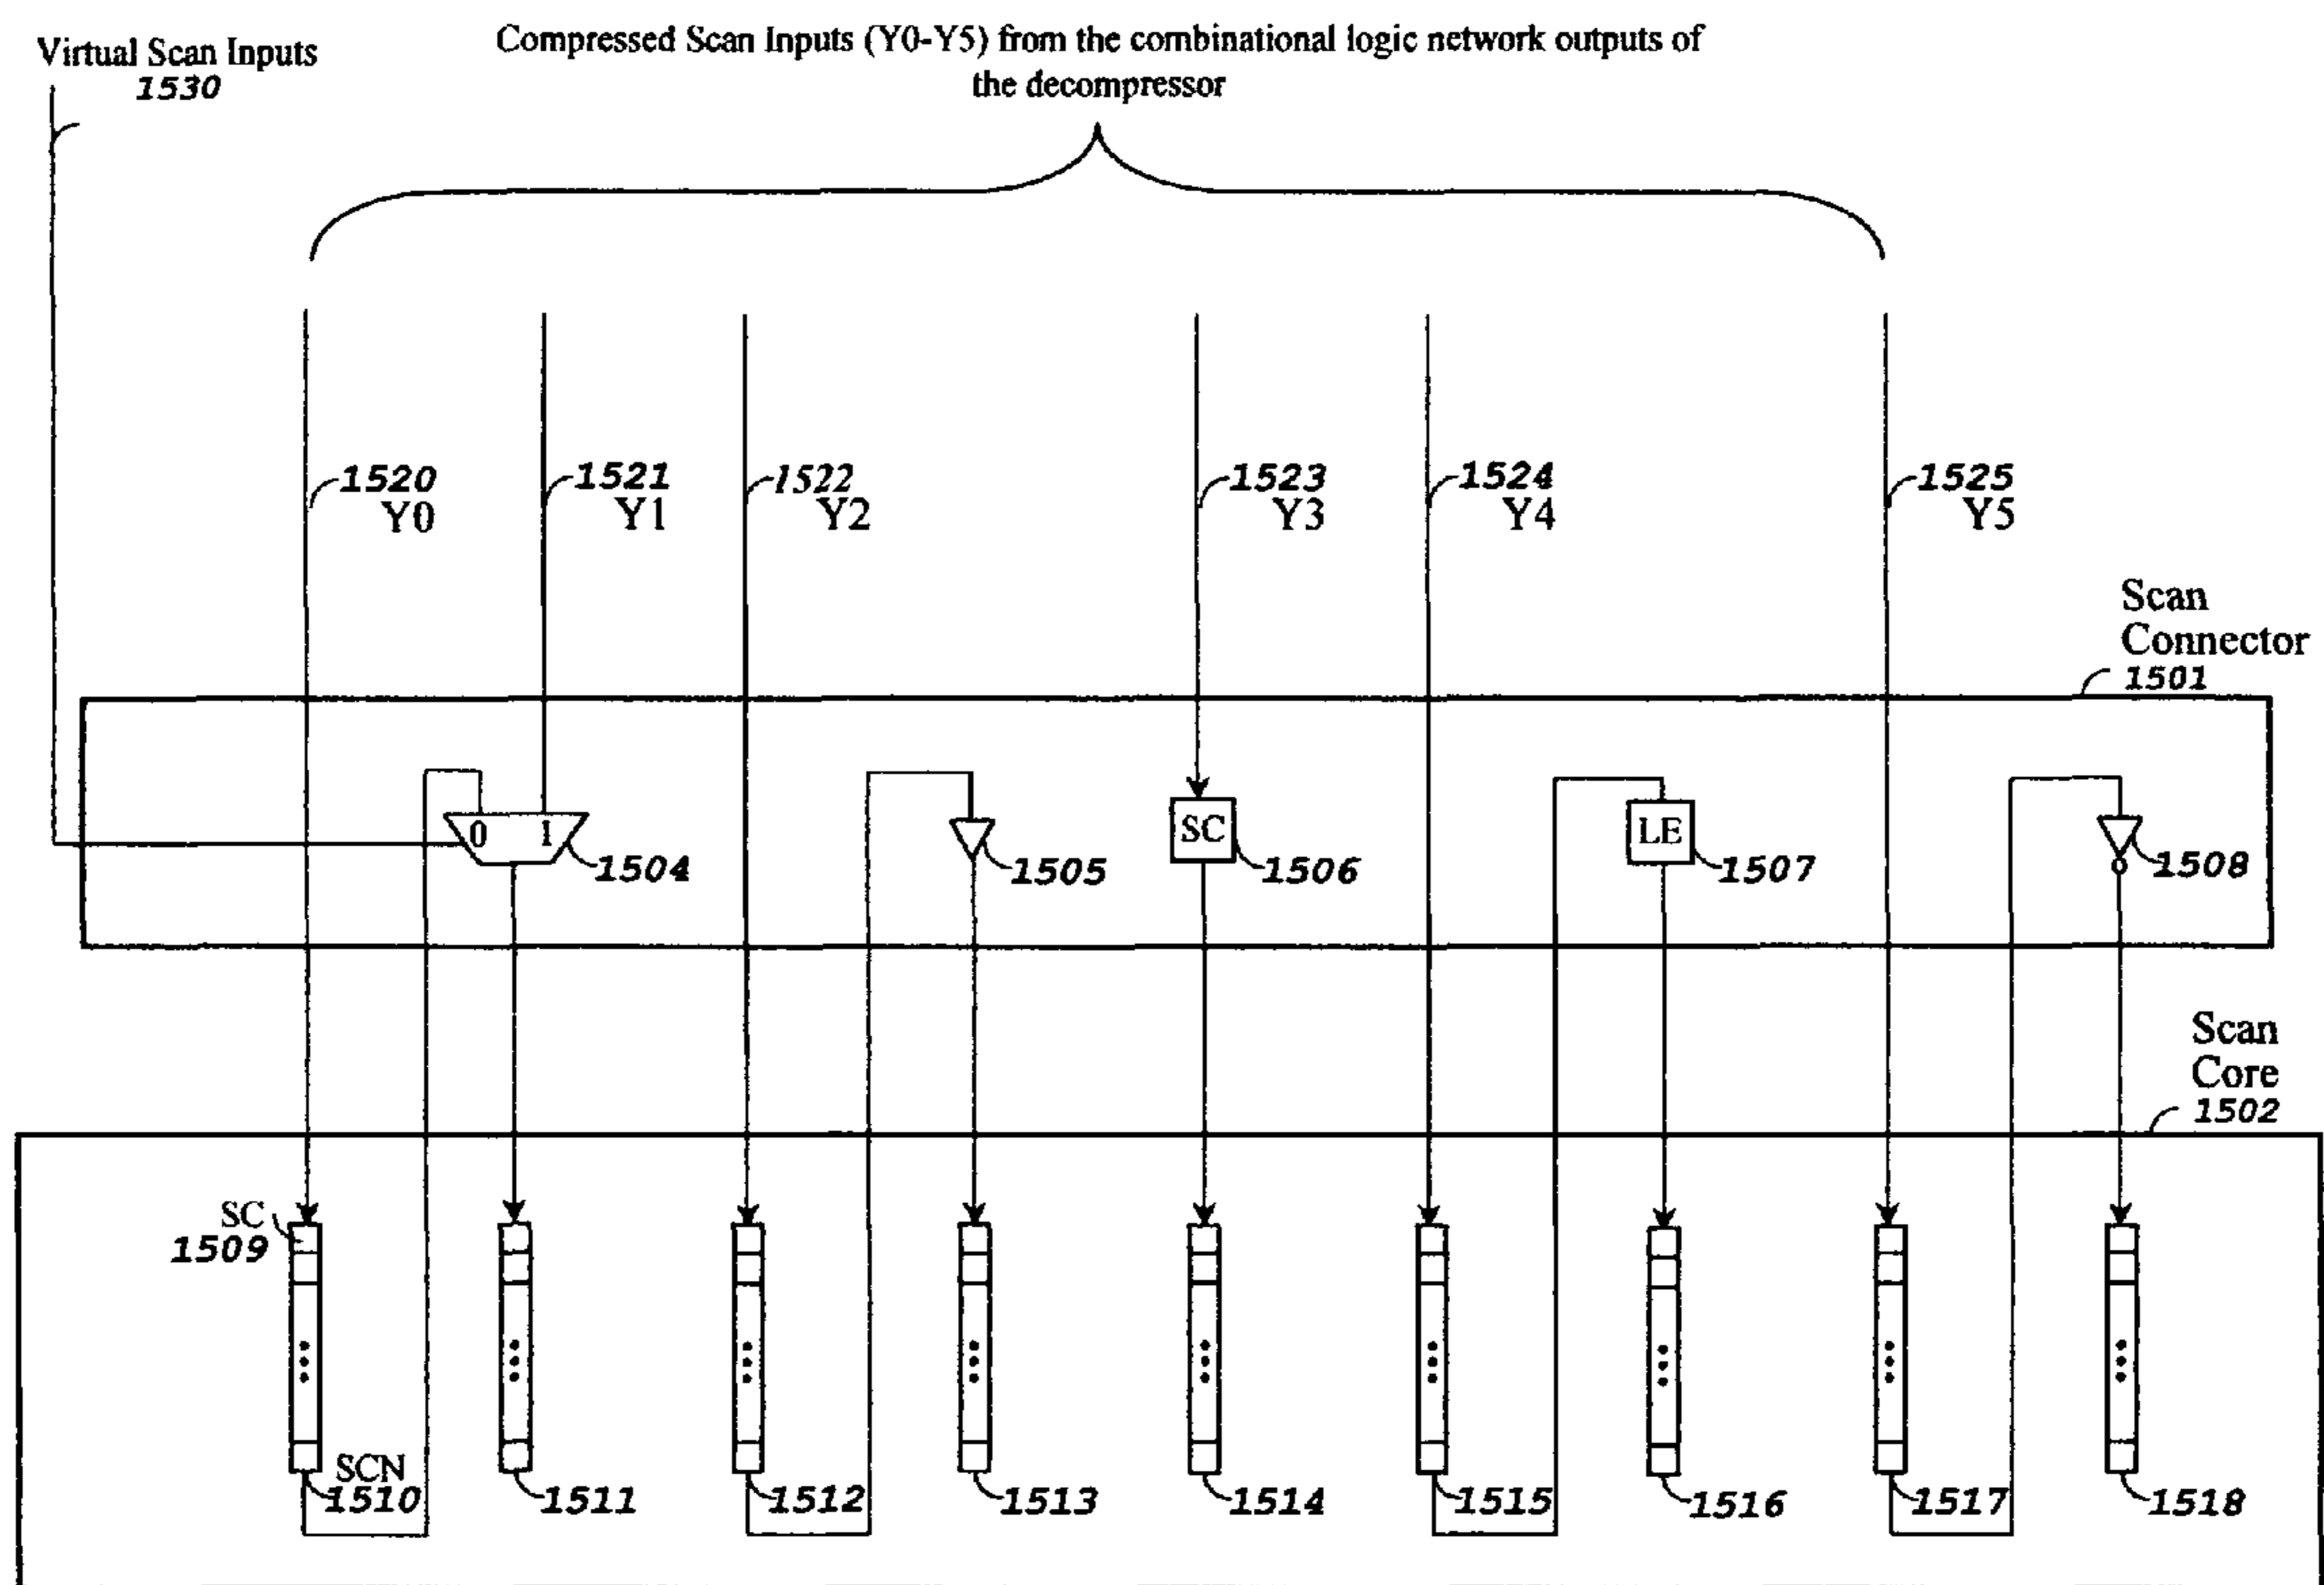 Virtual Scan Inputs
1530
Compressed Scan Inputs (Y0-Y5) from the combinational logic network outputs of
the decompressor
1520
Y0
1521
Y1
1522
Y2
1523
Y3
1524
Y4
1525
Y5
Scan
Connector
1501
0 1
1504
1505
SC
1506
LE
1507
1508
Scan
Core
1502
SC
1509
SCN
1510
1511
1512
1513
1514
1515
1516
1517
1518